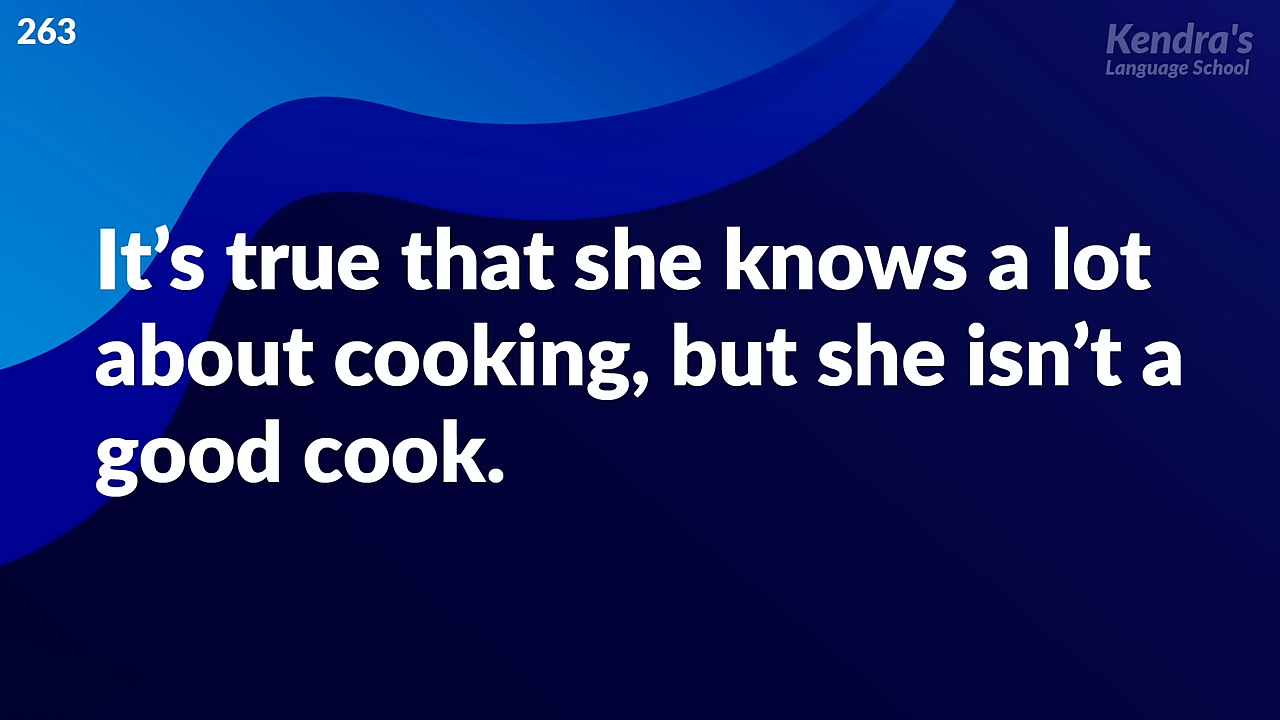 263
Kendra's
Language School
It’s true that she knows a lot
about cooking, but she isn’t a
good cook.